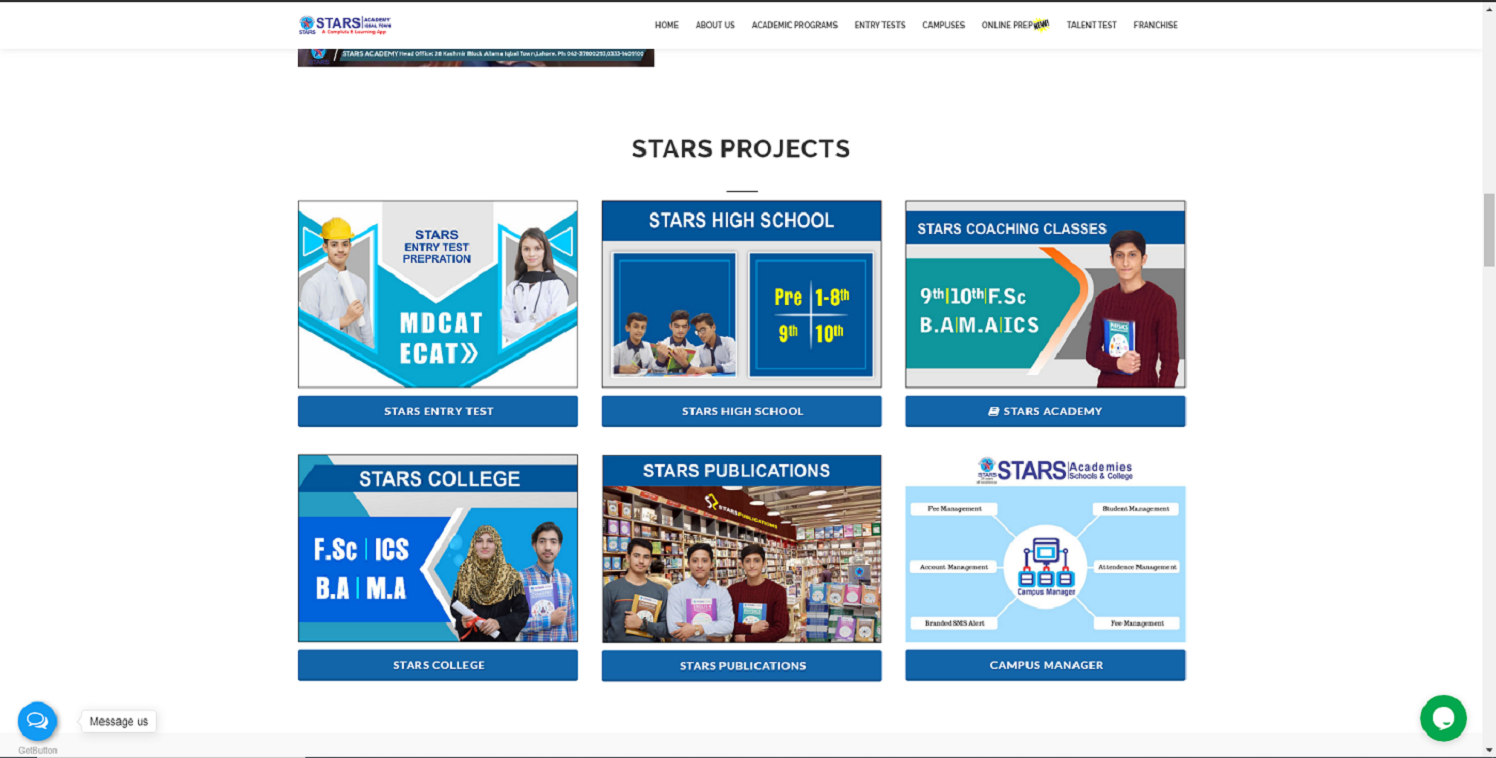 STARS ACADEMY IQBAL TOWN
STARS A Complete E Learning App
HOME ABOUT US ACADEMIC PROGRAMS ENTRY TESTS CAMPUSES ONLINE PREP NEW! TALENT TEST FRANCHISE
STARS ACADEMY Head Office: 28 Kashmir Block Allama Iqbal Town,Lahore. Ph:
STARS PROJECTS
STARS
ENTRY TEST
PREPRATION
MDCAT
ECAT»
STARS HIGH SCHOOL
Pre 1-8th
9th 10th
STARS COACHING CLASSES
9th|10th|F.Sc
B.A|M.A|ICS
PHYSICS
STARS ENTRY TEST
STARS HIGH SCHOOL
STARS ACADEMY
STARS COLLEGE
F.Sc | ICS
B.A | M.A
STARS PUBLICATIONS
STARSPUBLICATIONS
STARS Academies
Schools & College
STARS
Fee Management
Student Management
Account Management
Attendence Management
Campus Manager
Branded SMS Alert
Fee Management
STARS COLLEGE
STARS PUBLICATIONS
CAMPUS MANAGER
Message us
GetButton